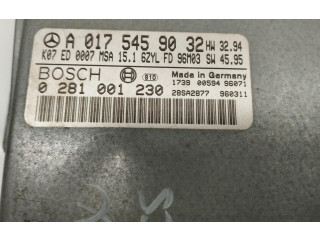 A 017 545 90 32 HW 32.94
K07 ED 0007 MSA 15.1 6ZYL FD 96M03 SW 45.95
BOSCH 610 Made in Germany
1739 00594 96071
0 281 001 230 28SA2877 960311